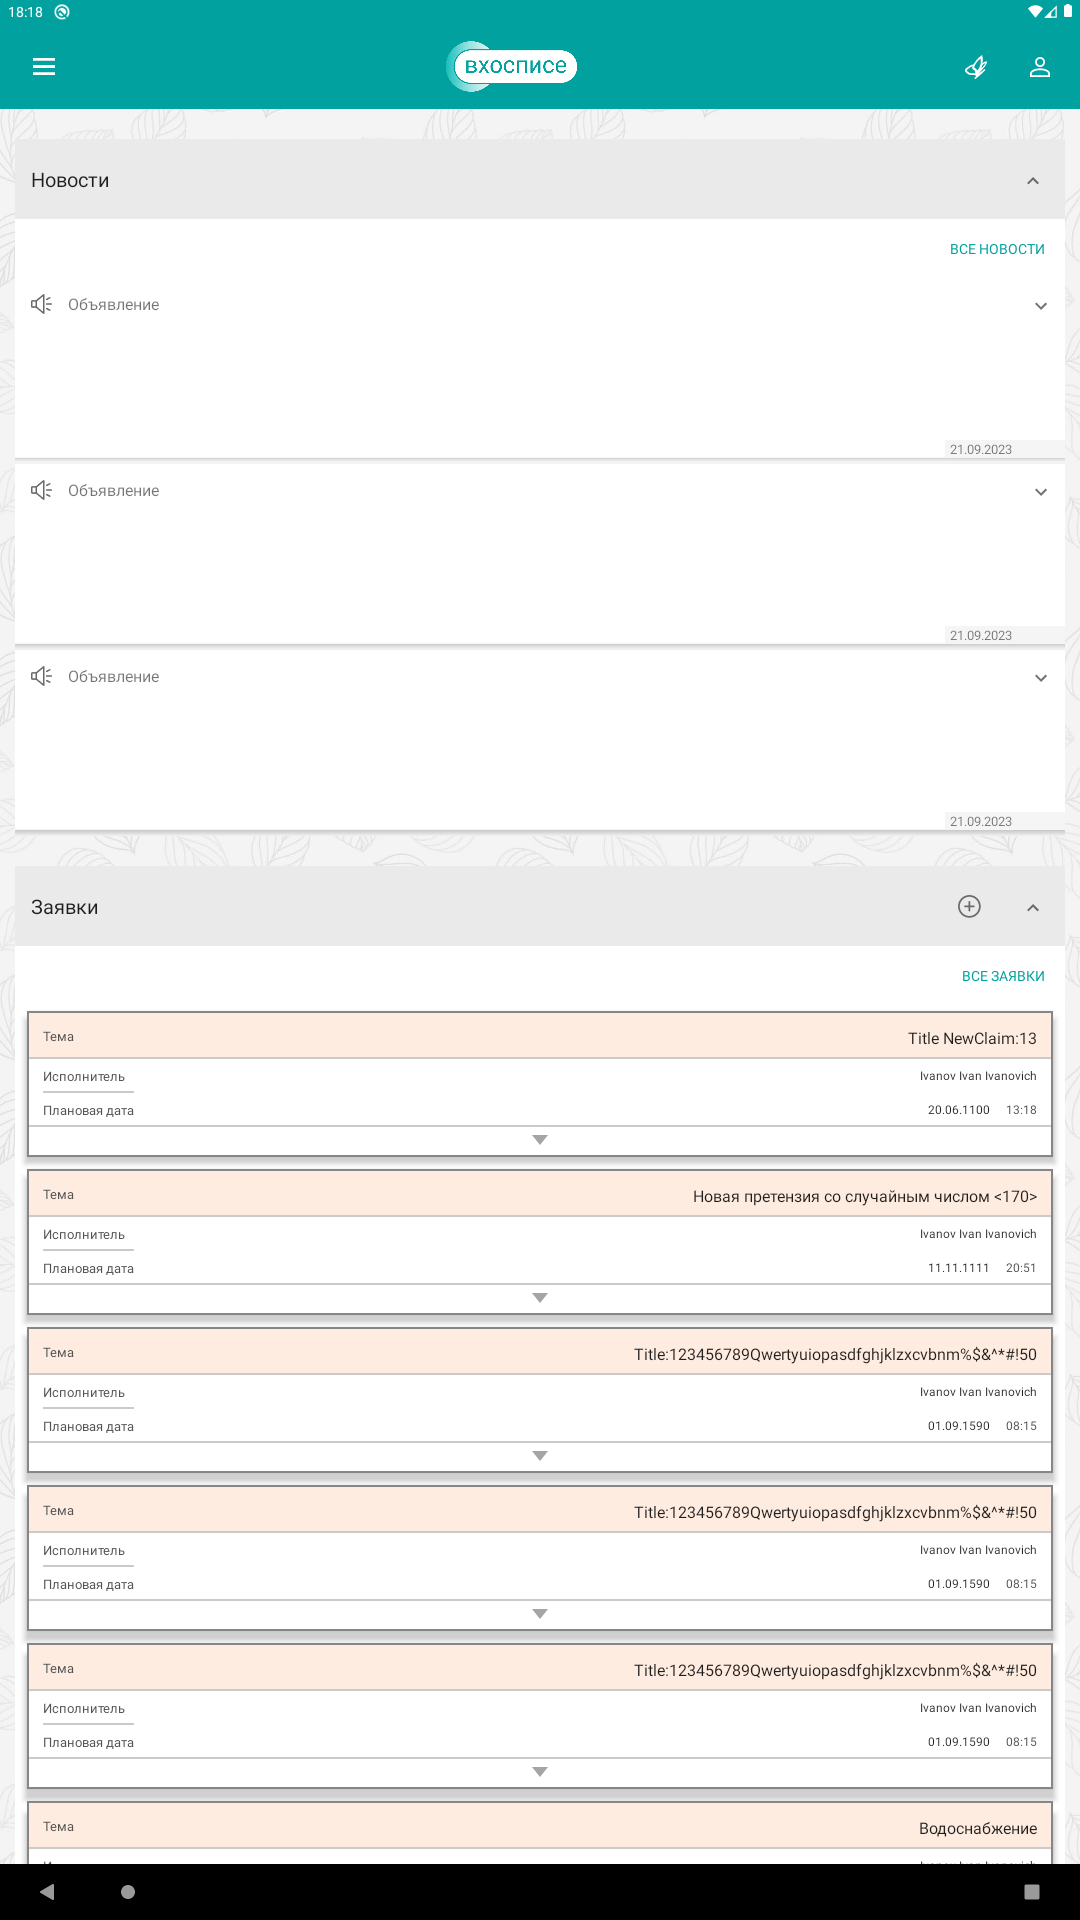 18:18
вхосписе
Новости
ВСЕ НОВОСТИ
Объявление
21.09.2023
Объявление
21.09.2023
Объявление
21.09.2023
Заявки
ВСЕ ЗАЯВКИ
Тема Title NewClaim:13
Исполнитель Ivanov Ivan Ivanovich
Плановая дата 20.06.1100 13:18
Тема Новая претензия со случайным числом <170>
Исполнитель Ivanov Ivan Ivanovich
Плановая дата 11.11.1111 20:51
Тема Title:123456789Qwertyuiopasdfghjklzxcvbnm%$&^*#!50
Исполнитель Ivanov Ivan Ivanovich
Плановая дата 01.09.1590 08:15
Тема Title:123456789Qwertyuiopasdfghjklzxcvbnm%$&^*#!50
Исполнитель Ivanov Ivan Ivanovich
Плановая дата 01.09.1590 08:15
Тема Title:123456789Qwertyuiopasdfghjklzxcvbnm%$&^*#!50
Исполнитель Ivanov Ivan Ivanovich
Плановая дата 01.09.1590 08:15
Тема Водоснабжение